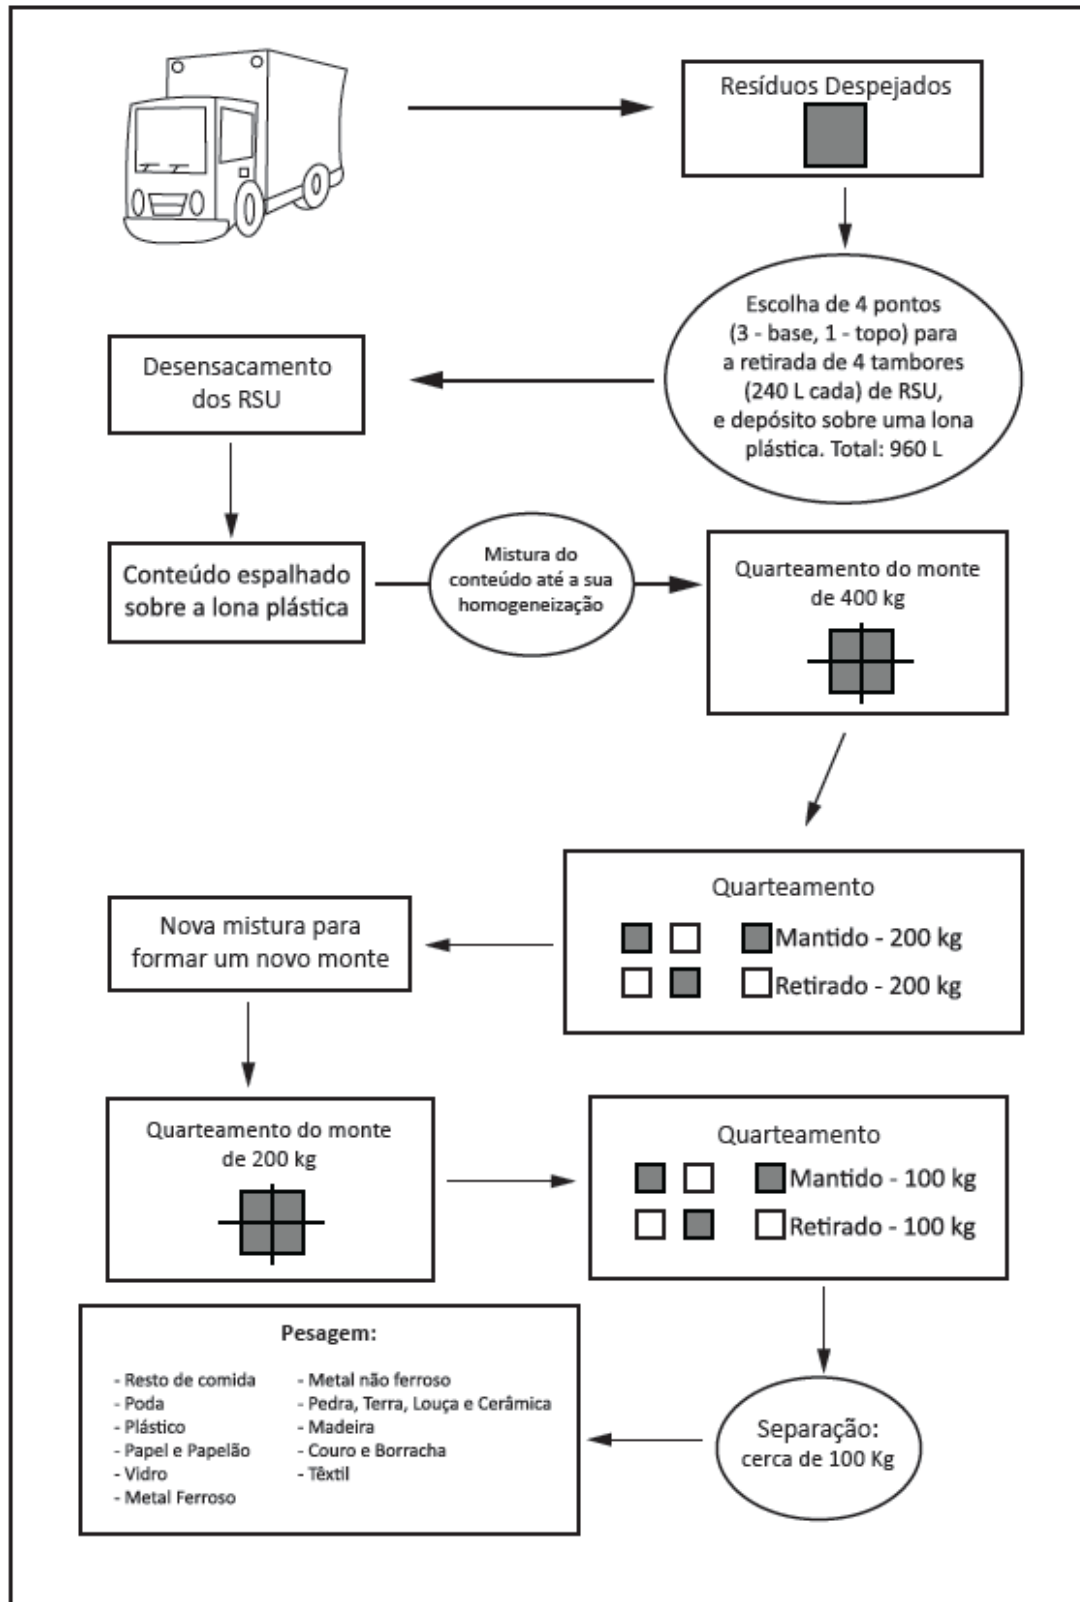 Resíduos Despejados
Escolha de 4 pontos
(3 - base, 1 - topo) para
a retirada de 4 tambores
(240 L cada) de RSU,
e depósito sobre uma lona
plástica. Total: 960 L
Desensacamento
dos RSU
Conteúdo espalhado
sobre a lona plástica
Mistura do
conteúdo até a sua
homogeneização
Quarteamento do monte
de 400 kg
Quarteamento
Mantido - 200 kg
Retirado - 200 kg
Nova mistura para
formar um novo monte
Quarteamento do monte
de 200 kg
Quarteamento
Mantido - 100 kg
Retirado - 100 kg
Separação:
cerca de 100 Kg
Pesagem:
- Resto de comida
- Poda
- Plástico
- Papel e Papelão
- Vidro
- Metal Ferroso
- Metal não ferroso
- Pedra, Terra, Louça e Cerâmica
- Madeira
- Couro e Borracha
- Têxtil